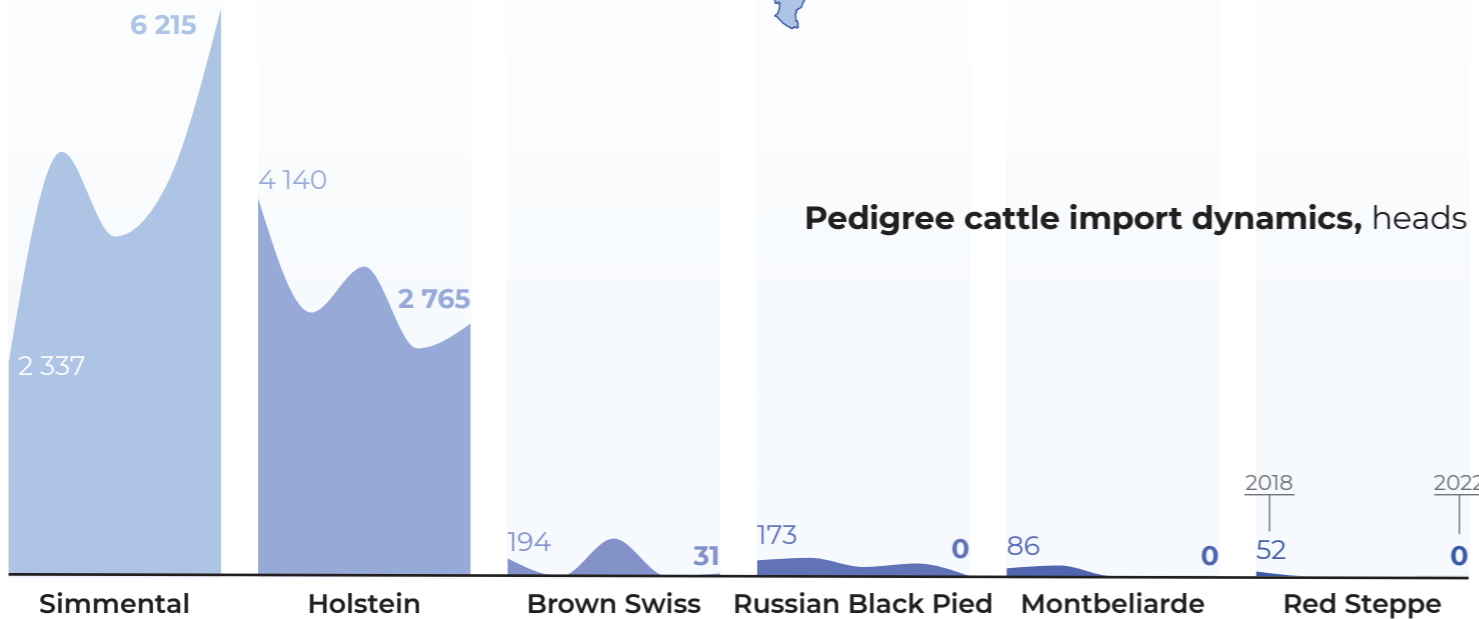 6 215
4 140
Pedigree cattle import dynamics, heads
2 765
2 337
2018 2022
194 31 173 0 86 0 52 0
Simmental Holstein Brown Swiss Russian Black Pied Montbeliarde Red Steppe